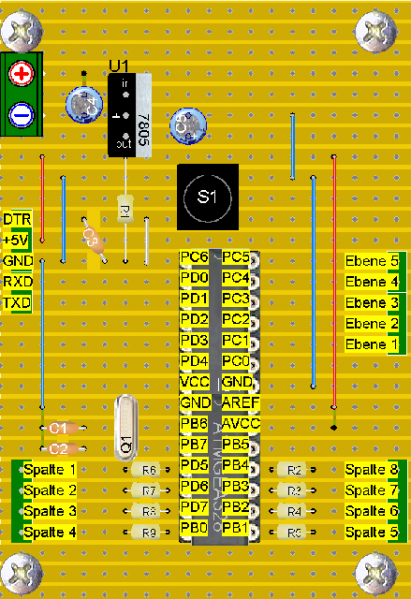 U1
in
C4
out
7805
R1
S1
DTR
C3
+5V
GND
RXD
TXD
PC6 PC5
PD0 PC4
PD1 PC3
PD2 PC2
PD3 PC1
PD4 PC0
VCC GND
GND AREF
PB6 AVCC
PB7 PB5
PD5 PB4
PD6 PB3
PD7 PB2
PB0 PB1
Ebene 5
Ebene 4
Ebene 3
Ebene 2
Ebene 1
C1
C2
Q1
Spalte 1
Spalte 2
Spalte 3
Spalte 4
R6
R7
R8
R9
R2
R3
R4
R5
Spalte 8
Spalte 7
Spalte 6
Spalte 5